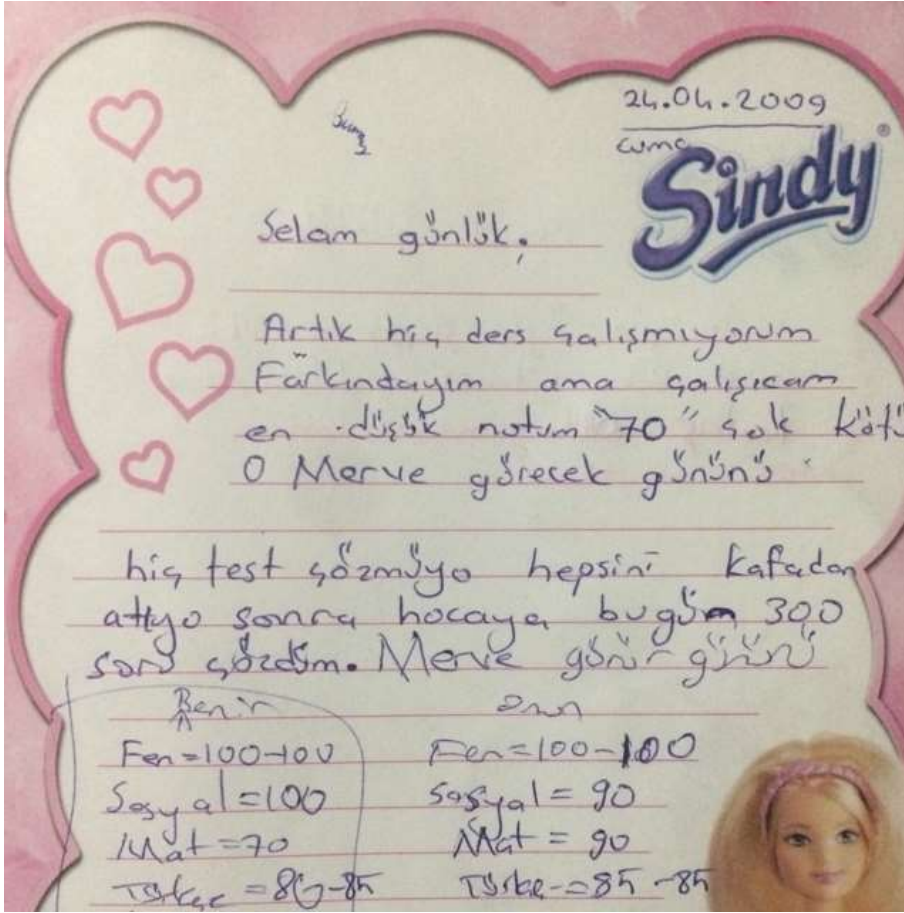 24.04.2009
cuma
Sindy®
Selam günlük,
Artık hiç ders çalışmıyorum
Farkındayım ama çalışıcam
en düşük notum "70" çok kötü
O Merve görecek gününü
hiç test çözmüyo hepsini kafadan
atıyo sonra hocaya bugün 300
soru çözdüm. Merve görür gününü
Benim Onun
Fen=100-100 Fen=100-100
Sosyal=100 Sosyal=90
Mat=70 Mat=90
Türkçe=80-85 Türkçe=85-85